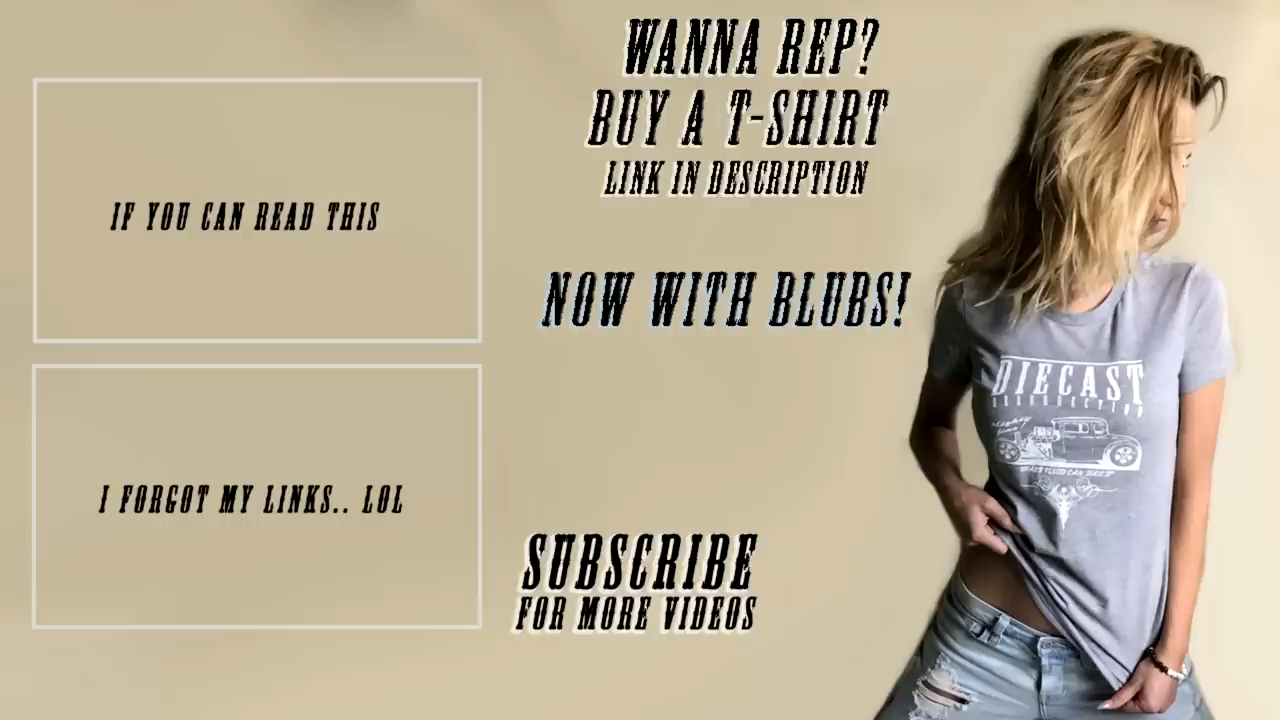 WANNA REP?
BUY A T-SHIRT
LINK IN DESCRIPTION
IF YOU CAN READ THIS
NOW WITH BLUBS!
DIECAST
I FORGOT MY LINKS.. LOL
SUBSCRIBE
FOR MORE VIDEOS